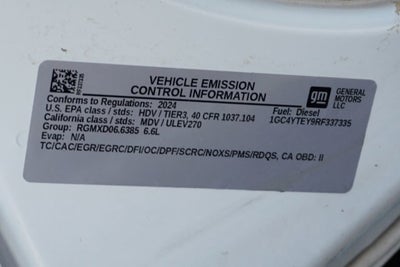 VEHICLE EMISSION
CONTROL INFORMATION
gm GENERAL MOTORS LLC
Conforms to Regulations: 2024
U.S. EPA class / stds: HDV / TIER3, 40 CFR 1037.104
Fuel: Diesel
California class / stds: MDV / ULEV270
1GC4YTEY9RF337335
Group: RGMXD06.6385 6.6L
Evap: N/A
TC/CAC/EGR/EGRC/DFI/OC/DPF/SCRC/NOXS/PMS/RDQS, CA OBD: II